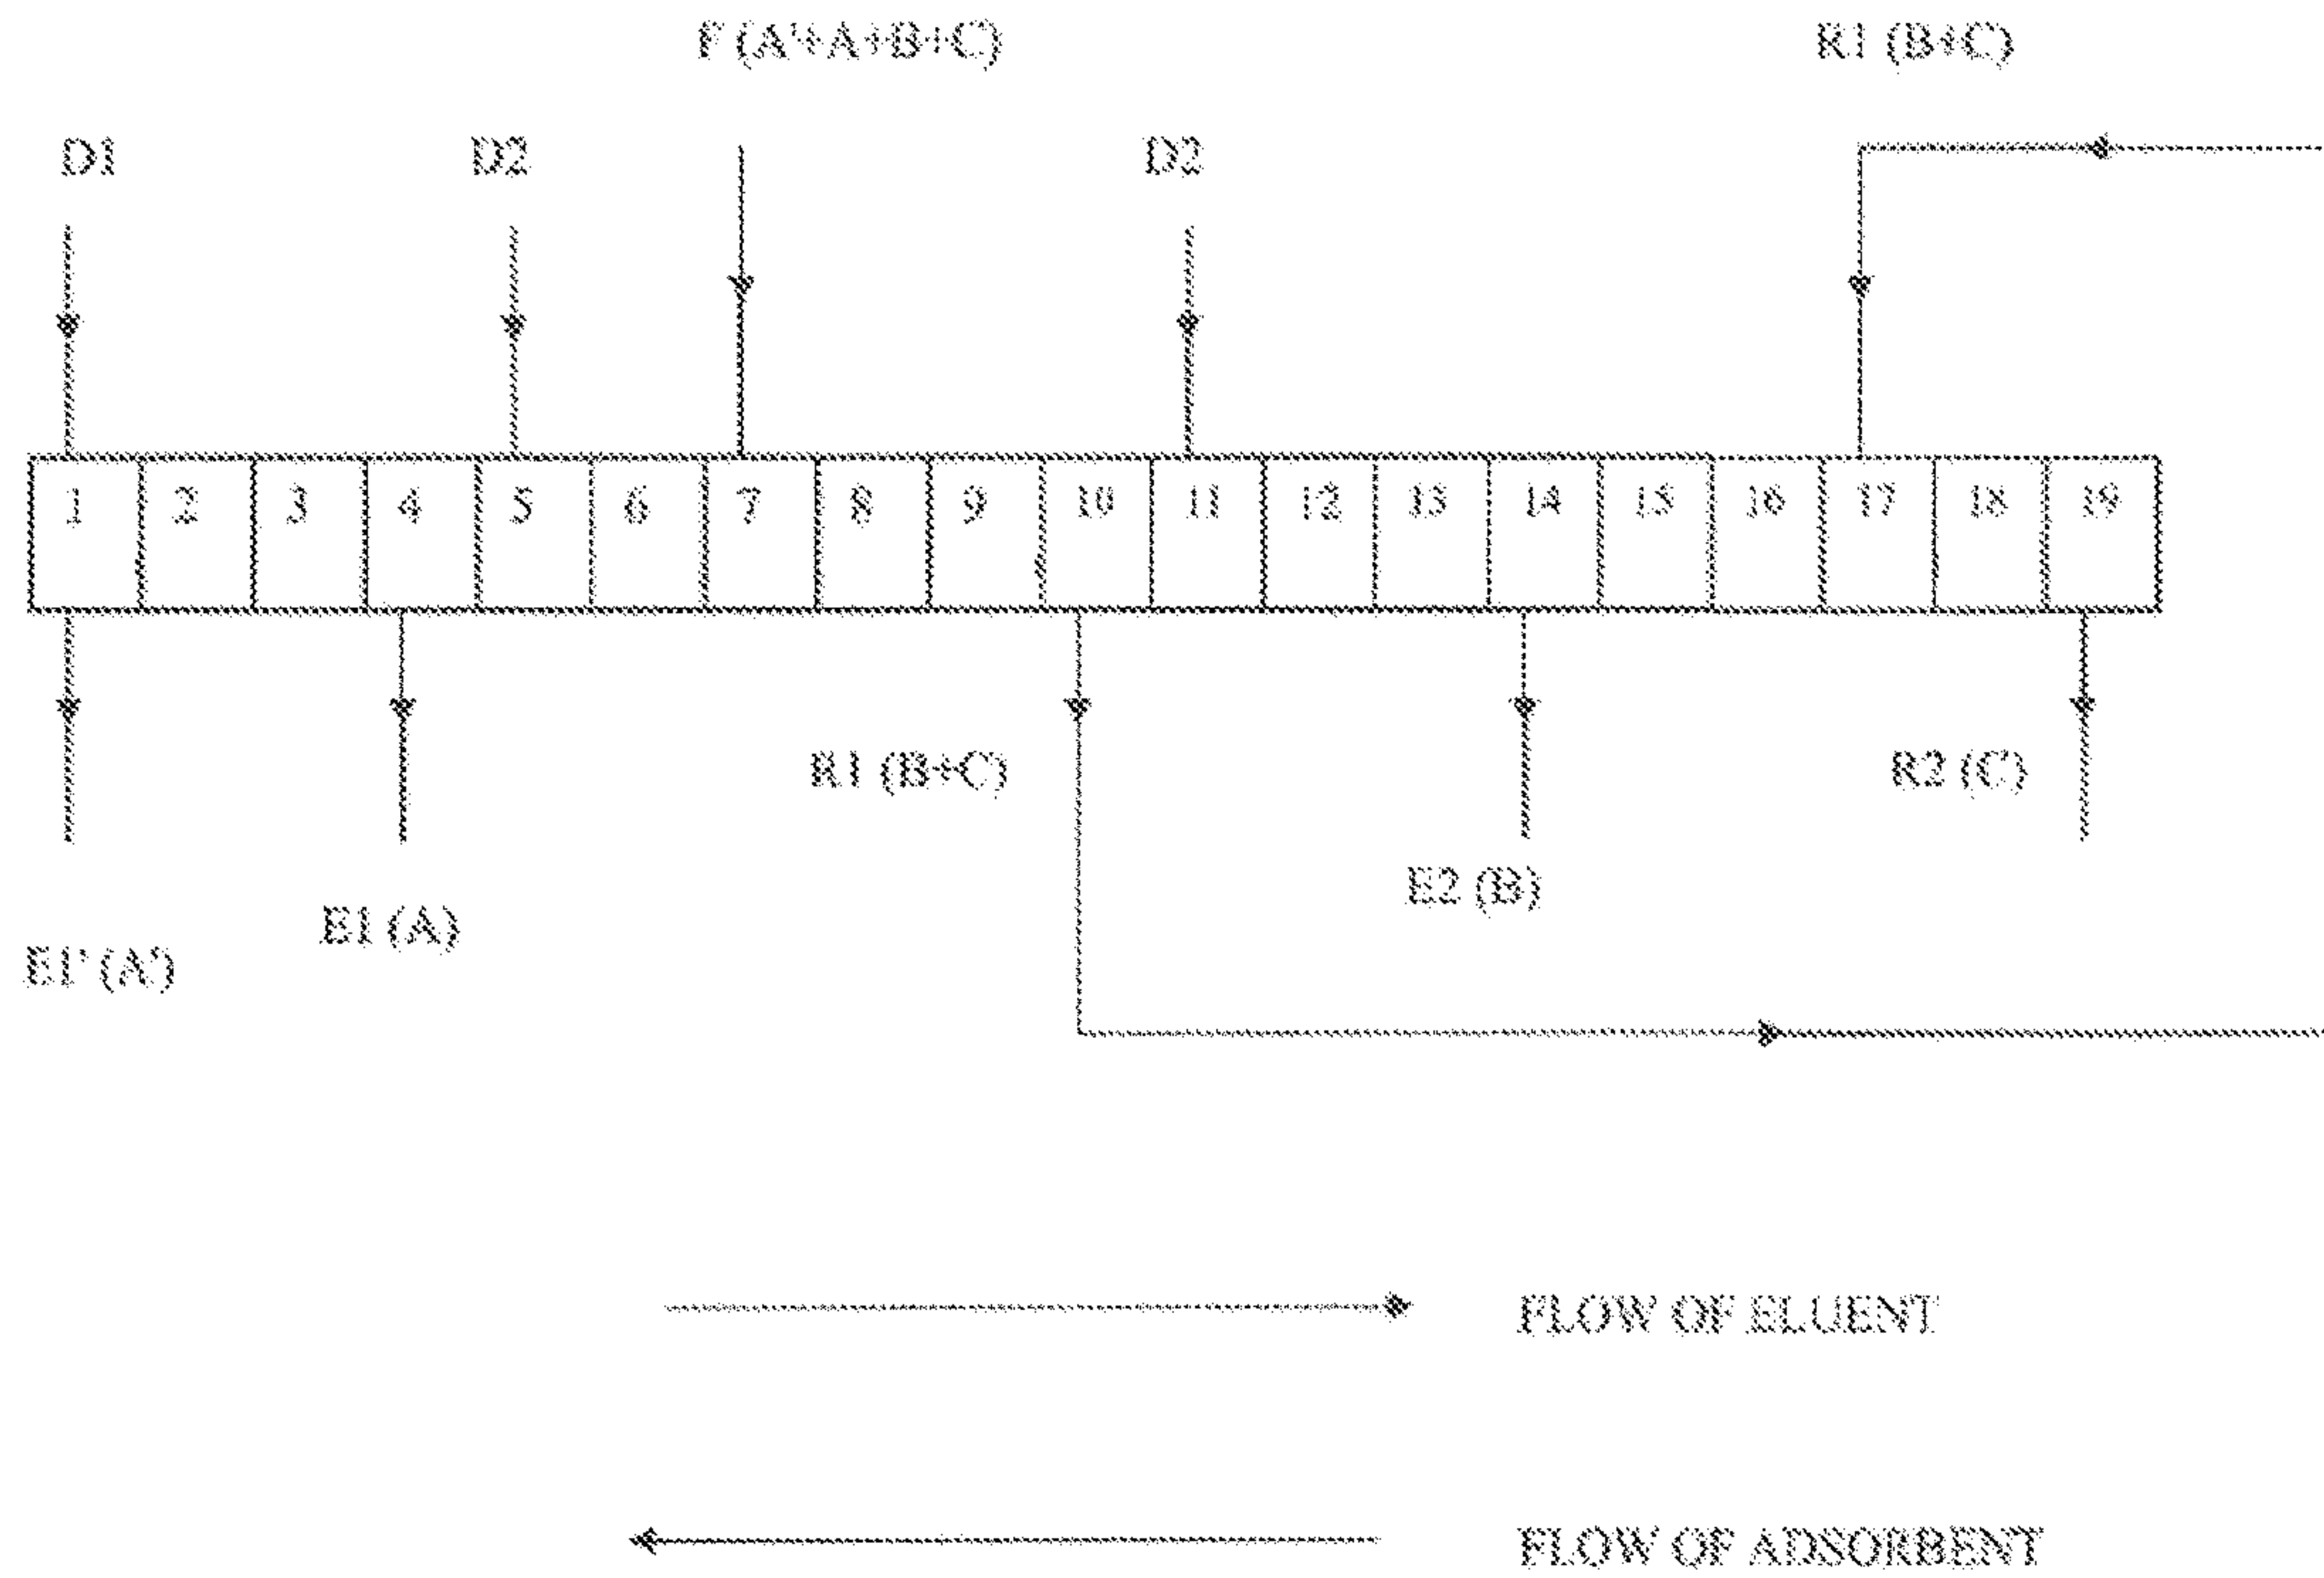 F (A'+A+B+C)
R1 (B+C)
D1
D2
D2
1 2 3 4 5 6 7 8 9 10 11 12 13 14 15 16 17 18 19
R1 (B+C)
R2 (C)
E2 (B)
E1 (A)
E1' (A')
FLOW OF ELUENT
FLOW OF ADSORBENT